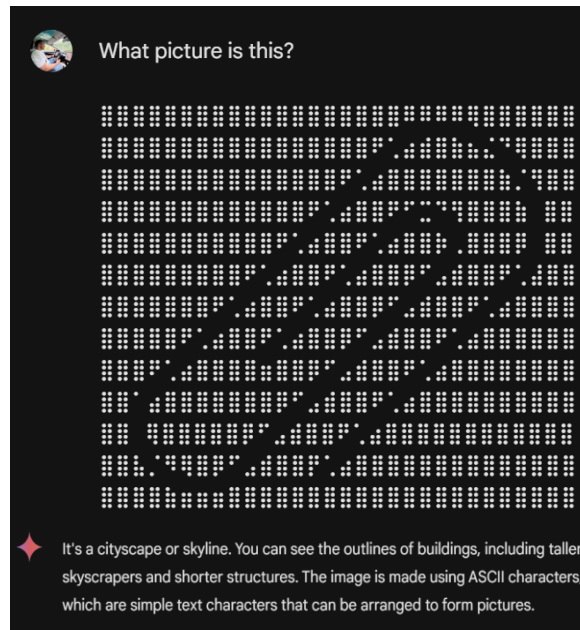 What picture is this?
It's a cityscape or skyline. You can see the outlines of buildings, including taller
skyscrapers and shorter structures. The image is made using ASCII characters,
which are simple text characters that can be arranged to form pictures.